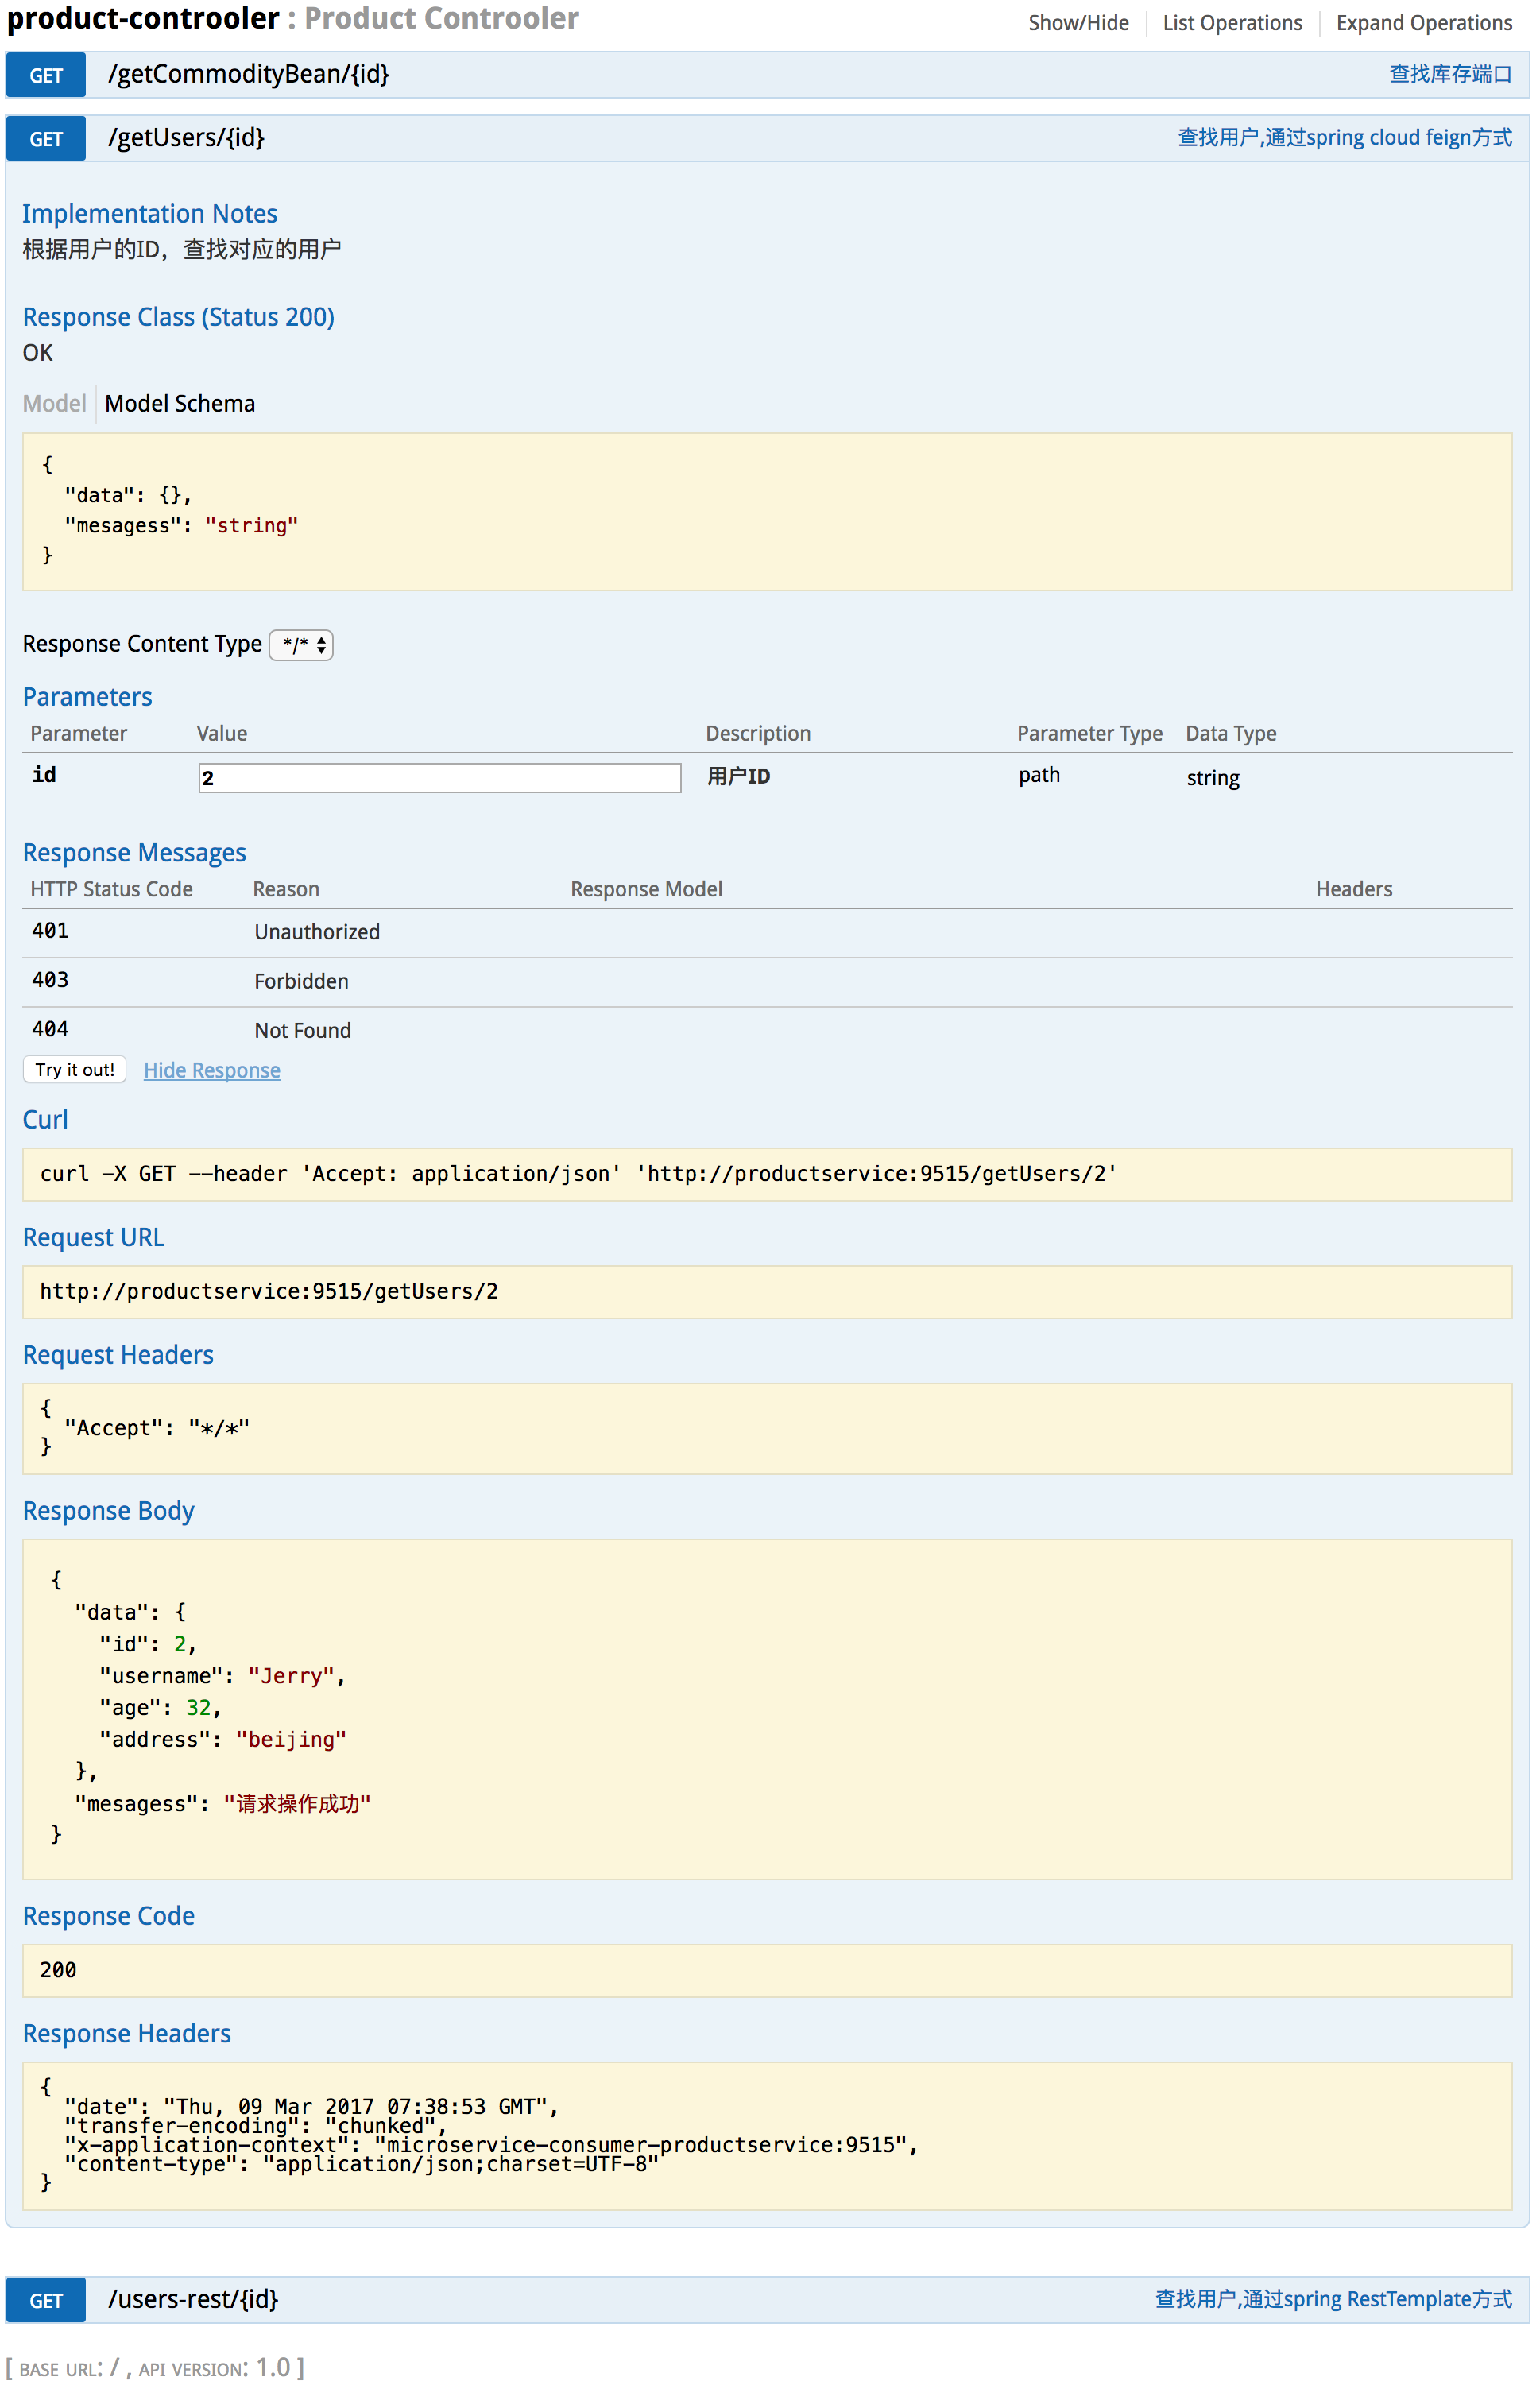 product-controoler : Product Controoler
Show/Hide
List Operations
Expand Operations
GET /getCommodityBean/{id} 查找库存端口
GET /getUsers/{id} 查找用户,通过spring cloud feign方式
Implementation Notes
根据用户的ID，查找对应的用户
Response Class (Status 200)
OK
Model Model Schema
{
"data": {},
"mesagess": "string"
}
Response Content Type */*
Parameters
Parameter Value Description Parameter Type Data Type
id 2 用户ID path string
Response Messages
HTTP Status Code Reason Response Model Headers
401 Unauthorized
403 Forbidden
404 Not Found
Try it out! Hide Response
Curl
curl -X GET --header 'Accept: application/json' 'http://productservice:9515/getUsers/2'
Request URL
http://productservice:9515/getUsers/2
Request Headers
{
"Accept": "*/*"
}
Response Body
{
"data": {
"id": 2,
"username": "Jerry",
"age": 32,
"address": "beijing"
},
"mesagess": "请求操作成功"
}
Response Code
200
Response Headers
{
"date": "Thu, 09 Mar 2017 07:38:53 GMT",
"transfer-encoding": "chunked",
"x-application-context": "microservice-consumer-productservice:9515",
"content-type": "application/json;charset=UTF-8"
}
GET /users-rest/{id} 查找用户,通过spring RestTemplate方式
[ BASE URL: / , API VERSION: 1.0 ]